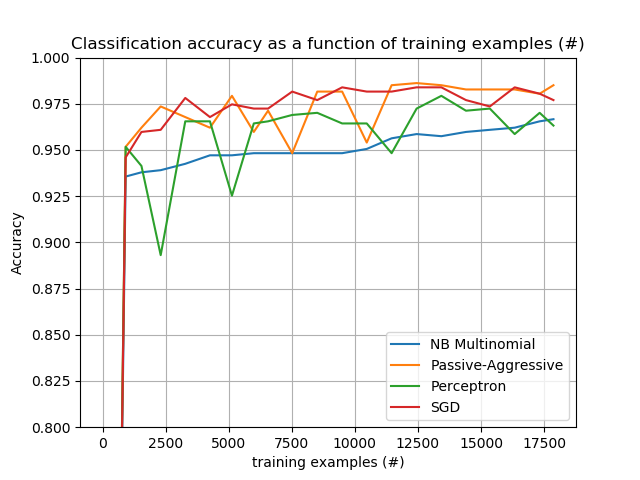 Classification accuracy as a function of training examples (#)
1.000
0.975
0.950
0.925
0.900
0.875
0.850
0.825
0.800
Accuracy
NB Multinomial
Passive-Aggressive
Perceptron
SGD
0 2500 5000 7500 10000 12500 15000 17500
training examples (#)